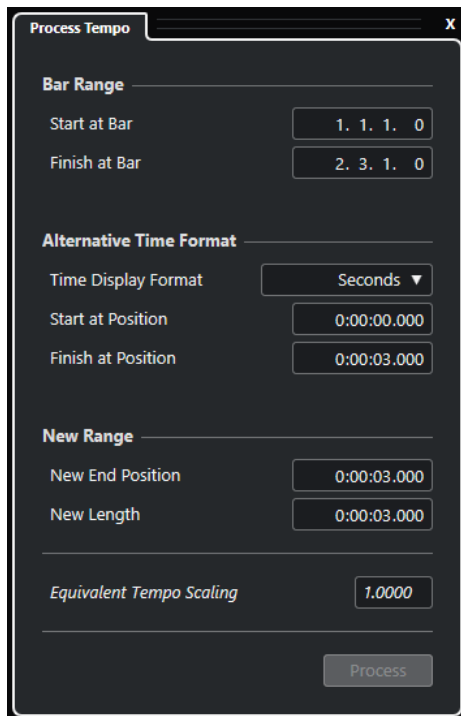 Process Tempo X
Bar Range
Start at Bar 1. 1. 1. 0
Finish at Bar 2. 3. 1. 0
Alternative Time Format
Time Display Format Seconds ▼
Start at Position 0:00:00.000
Finish at Position 0:00:03.000
New Range
New End Position 0:00:03.000
New Length 0:00:03.000
Equivalent Tempo Scaling 1.0000
Process